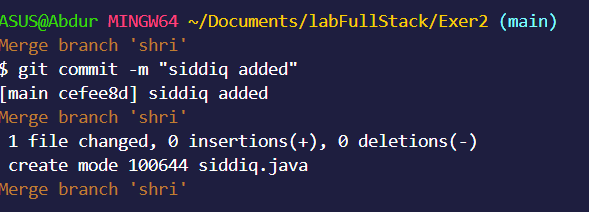 ASUS@Abdur MINGW64 ~/Documents/labFullStack/Exer2 (main)
Merge branch 'shri'
$ git commit -m "siddiq added"
[main cefee8d] siddiq added
Merge branch 'shri'
 1 file changed, 0 insertions(+), 0 deletions(-)
 create mode 100644 siddiq.java
Merge branch 'shri'